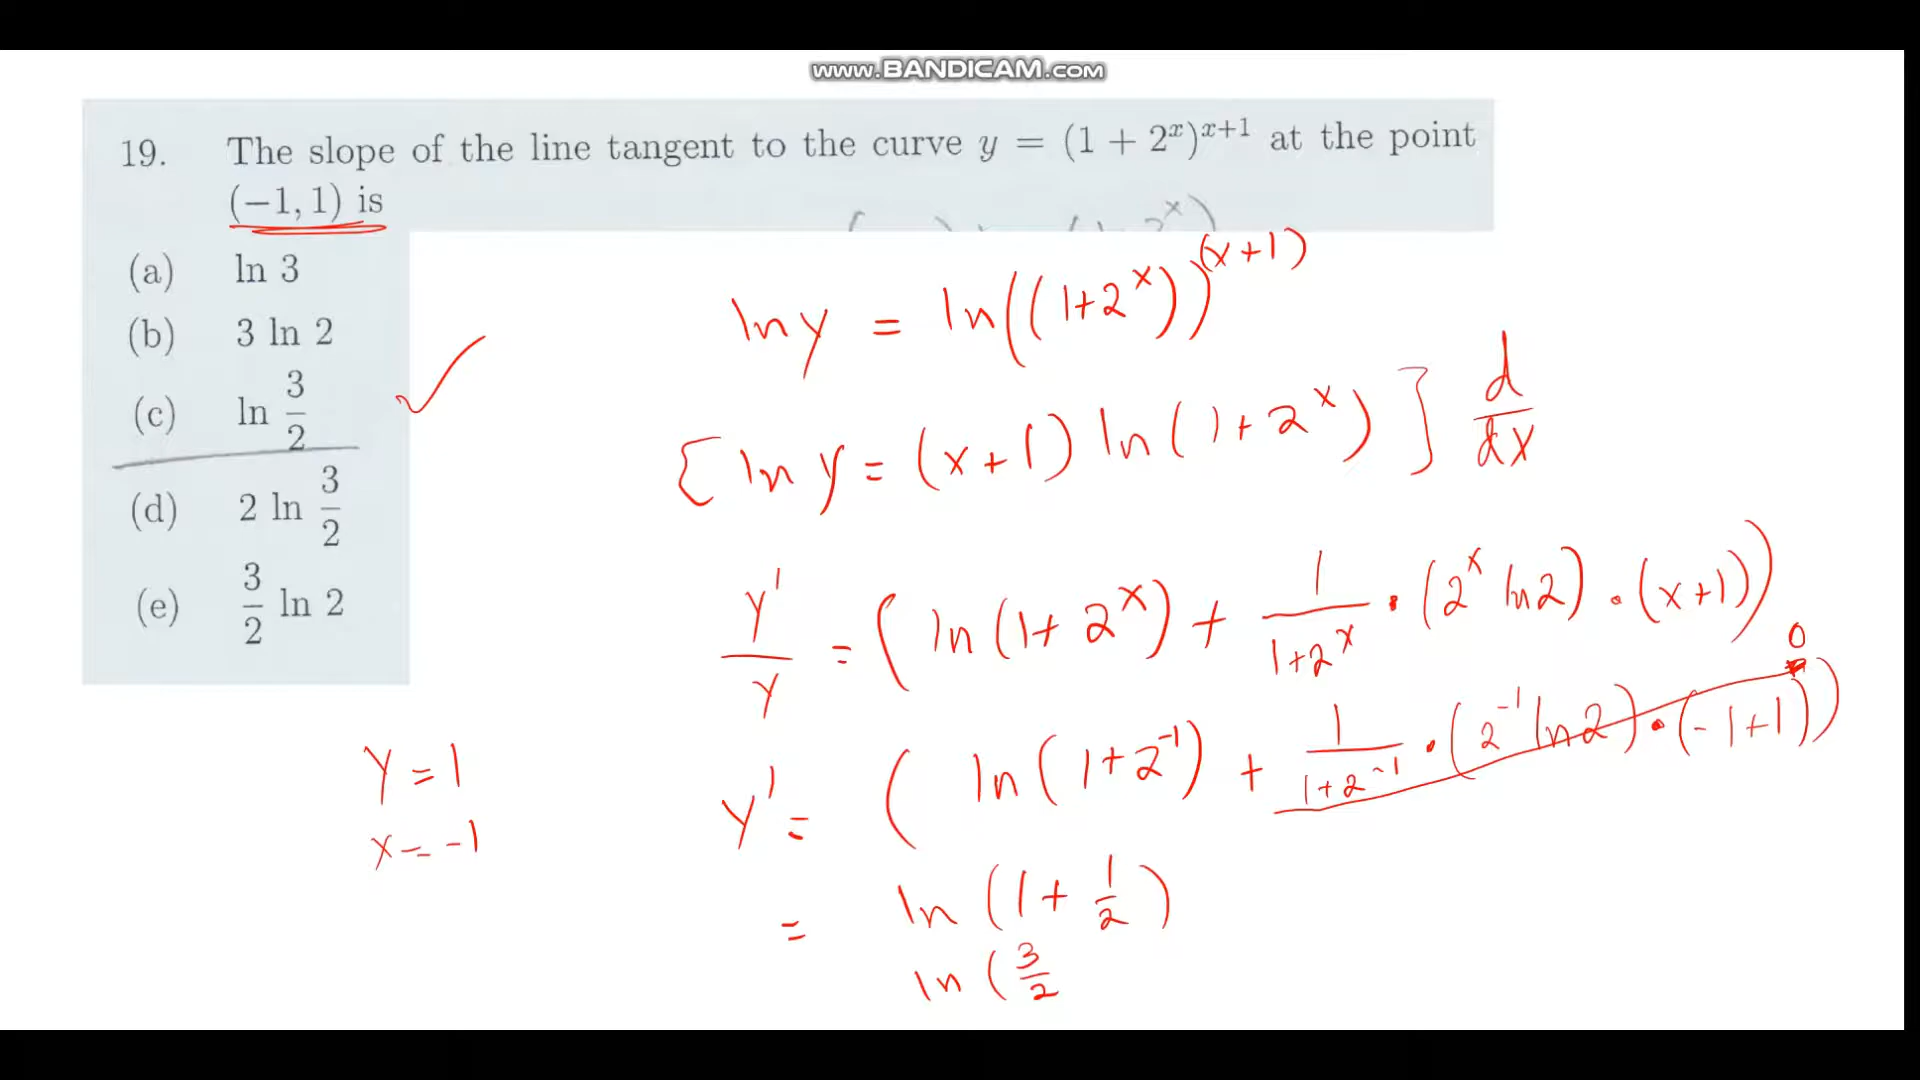 www.BANDICAM.com
19. The slope of the line tangent to the curve y = (1 + 2^x)^{x+1} at the point
(−1, 1) is
(a) ln 3
(b) 3 ln 2
(c) ln 3/2
(d) 2 ln 3/2
(e) 3/2 ln 2
ln y = ln((1+2^x))^{(x+1)}
[ln y = (x+1) ln(1+2^x)] d/dx
y'/y = (ln(1+2^x) + 1/(1+2^x) · (2^x ln 2) · (x+1))
0
y' = (ln(1+2^{-1}) + 1/(1+2^{-1}) · (2^{-1} ln 2) · (-1+1))
= ln(1 + 1/2)
ln(3/2
y = 1
x = -1